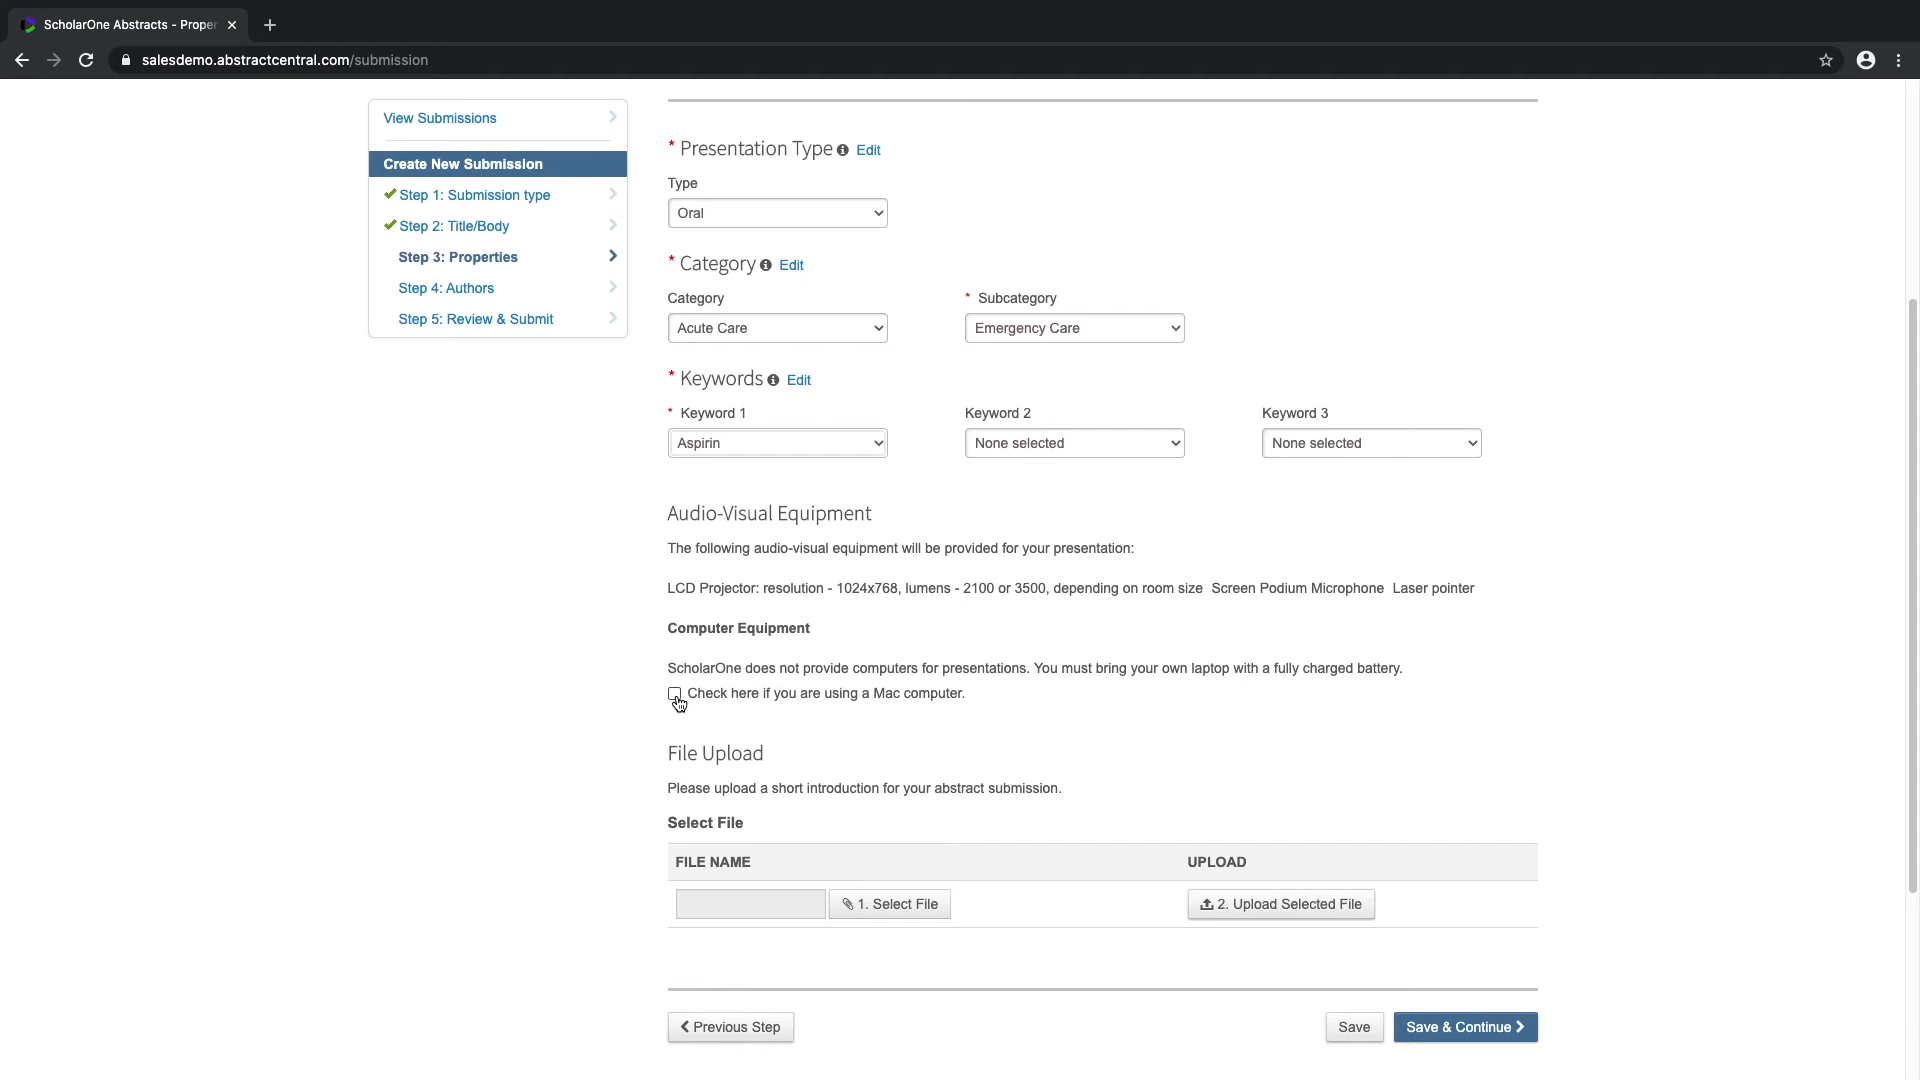 ScholarOne Abstracts - Proper
salesdemo.abstractcentral.com/submission
View Submissions
Create New Submission
Step 1: Submission type
Step 2: Title/Body
Step 3: Properties
Step 4: Authors
Step 5: Review & Submit
* Presentation Type Edit
Type
Oral
* Category Edit
Category * Subcategory
Acute Care Emergency Care
* Keywords Edit
* Keyword 1 Keyword 2 Keyword 3
Aspirin None selected None selected
Audio-Visual Equipment
The following audio-visual equipment will be provided for your presentation:
LCD Projector: resolution - 1024x768, lumens - 2100 or 3500, depending on room size Screen Podium Microphone Laser pointer
Computer Equipment
ScholarOne does not provide computers for presentations. You must bring your own laptop with a fully charged battery.
Check here if you are using a Mac computer.
File Upload
Please upload a short introduction for your abstract submission.
Select File
FILE NAME UPLOAD
1. Select File 2. Upload Selected File
Previous Step Save Save & Continue